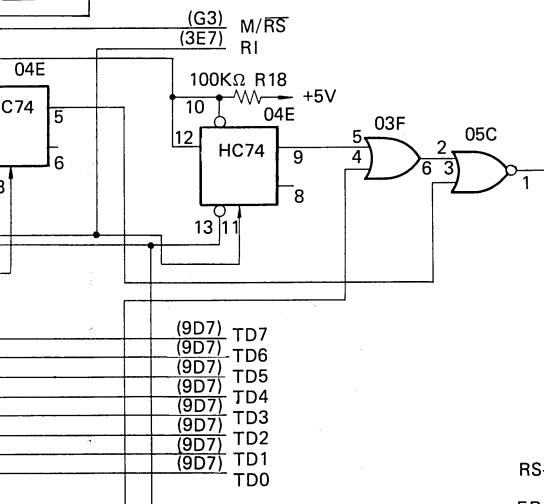 (G3) M/RS
(3E7) RI
04E
100KΩ R18
+5V
10
04E
C74
5
12
HC74
9
5
03F
05C
4
2
6
3
1
6
8
13
11
(9D7) TD7
(9D7) TD6
(9D7) TD5
(9D7) TD4
(9D7) TD3
(9D7) TD2
(9D7) TD1
(9D7) TD0
RS-